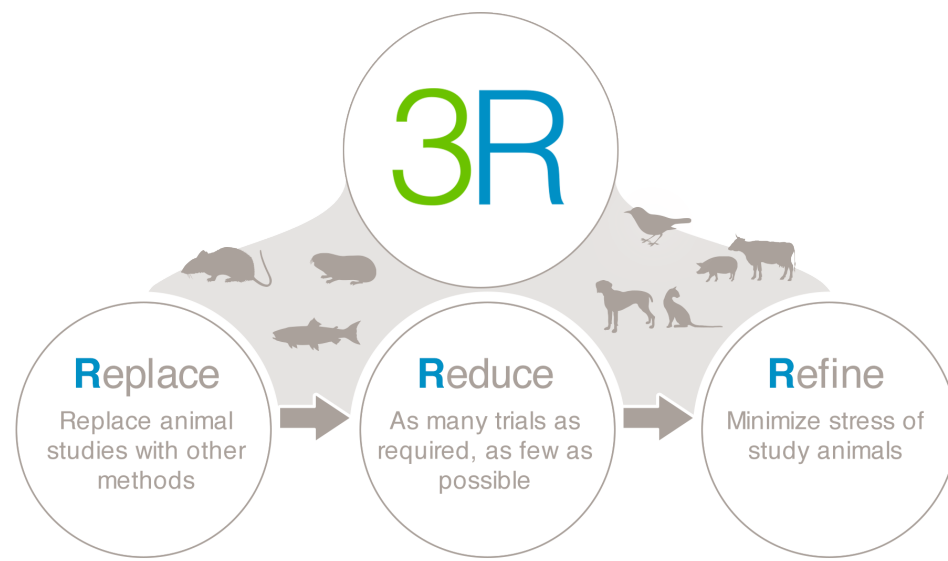 3R
Replace
Replace animal
studies with other
methods
Reduce
As many trials as
required, as few as
possible
Refine
Minimize stress of
study animals